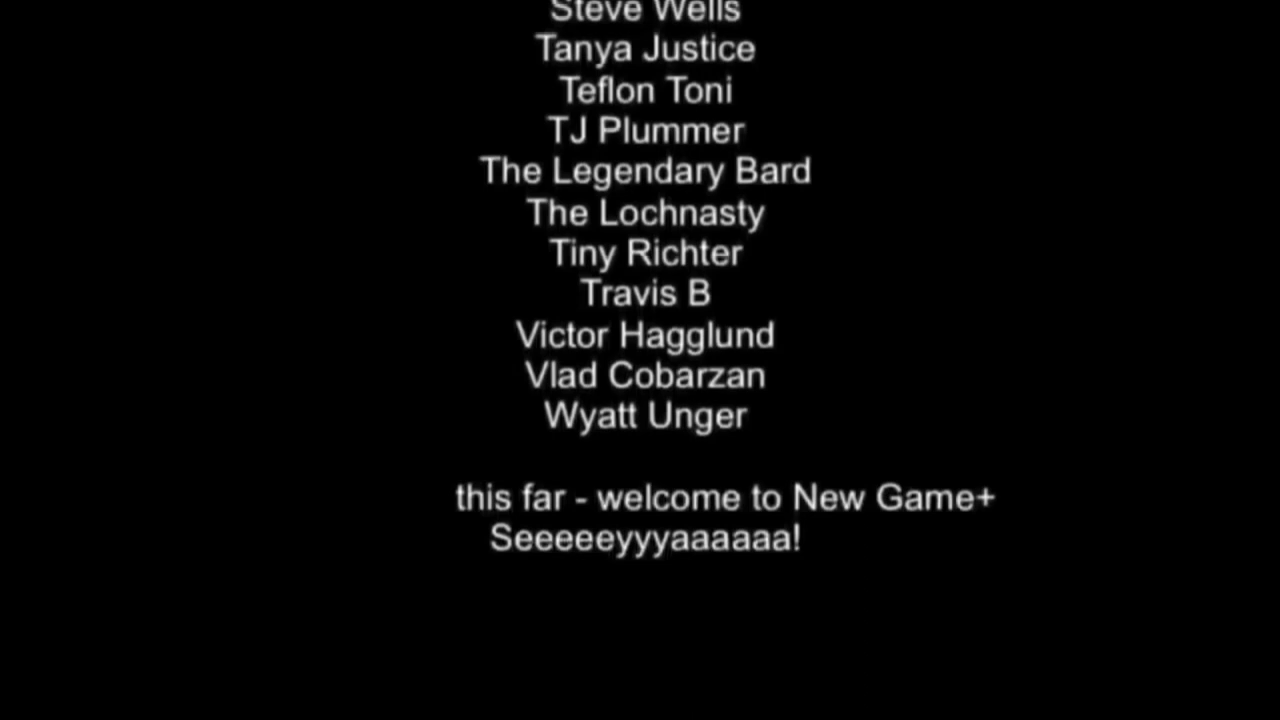 Steve Wells
Tanya Justice
Teflon Toni
TJ Plummer
The Legendary Bard
The Lochnasty
Tiny Richter
Travis B
Victor Hagglund
Vlad Cobarzan
Wyatt Unger
this far - welcome to New Game+
Seeeeeyyyaaaaaa!